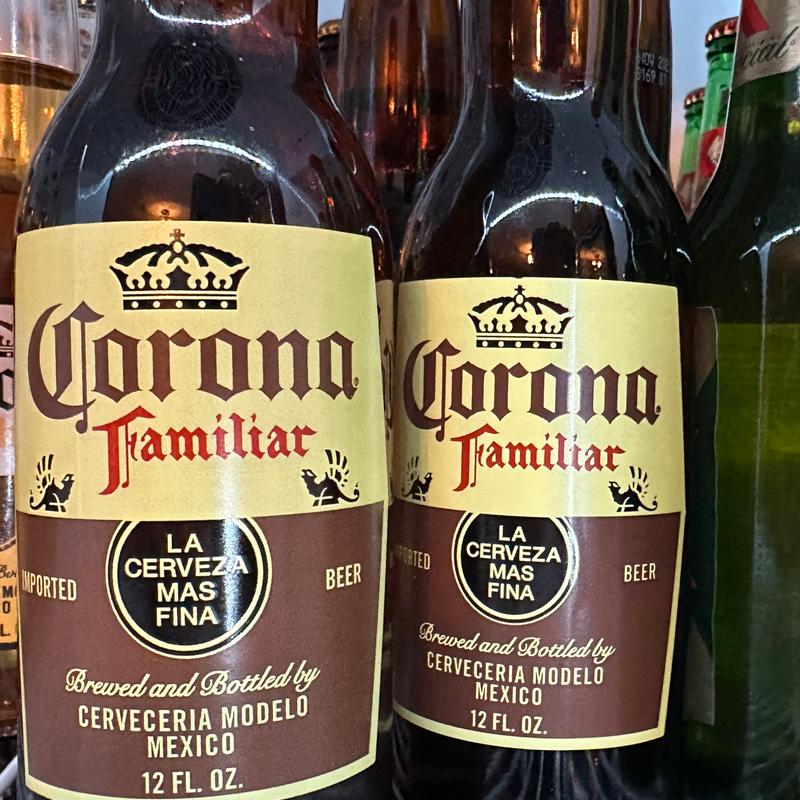 Corona
Familiar
LA
CERVEZA
MAS
FINA
IMPORTED
BEER
Brewed and Bottled by
CERVECERIA MODELO
MEXICO
12 FL. OZ.
Corona
Familiar
LA
CERVEZA
MAS
FINA
IMPORTED
BEER
Brewed and Bottled by
CERVECERIA MODELO
MEXICO
12 FL. OZ.